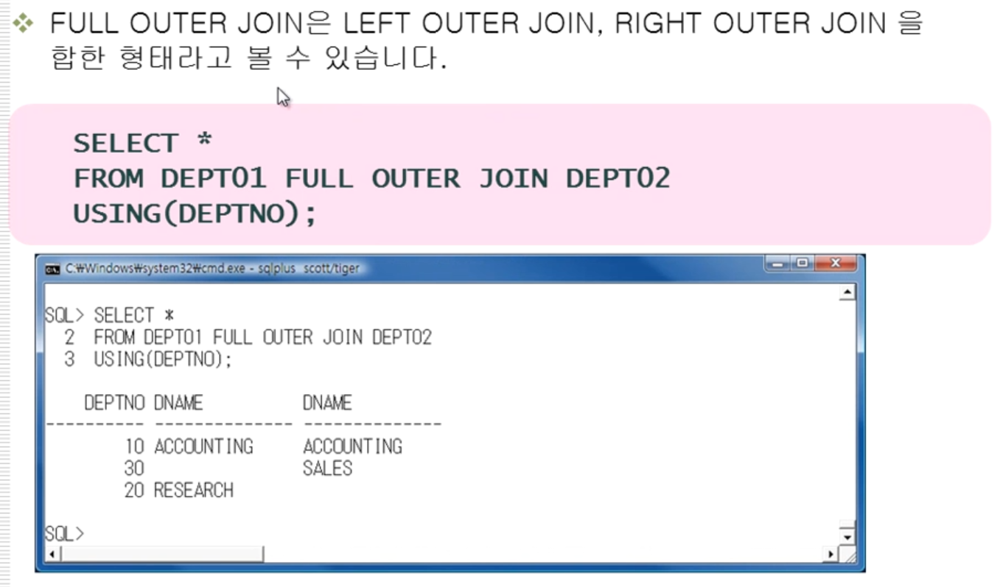 FULL OUTER JOIN은 LEFT OUTER JOIN, RIGHT OUTER JOIN 을
합한 형태라고 볼 수 있습니다.
SELECT *
FROM DEPT01 FULL OUTER JOIN DEPT02
USING(DEPTNO);
C:₩Windows₩system32₩cmd.exe - sqlplus scott/tiger
SQL> SELECT *
2 FROM DEPT01 FULL OUTER JOIN DEPT02
3 USING(DEPTNO);
DEPTNO DNAME DNAME
---------- -------------- --------------
10 ACCOUNTING ACCOUNTING
30 SALES
20 RESEARCH
SQL>